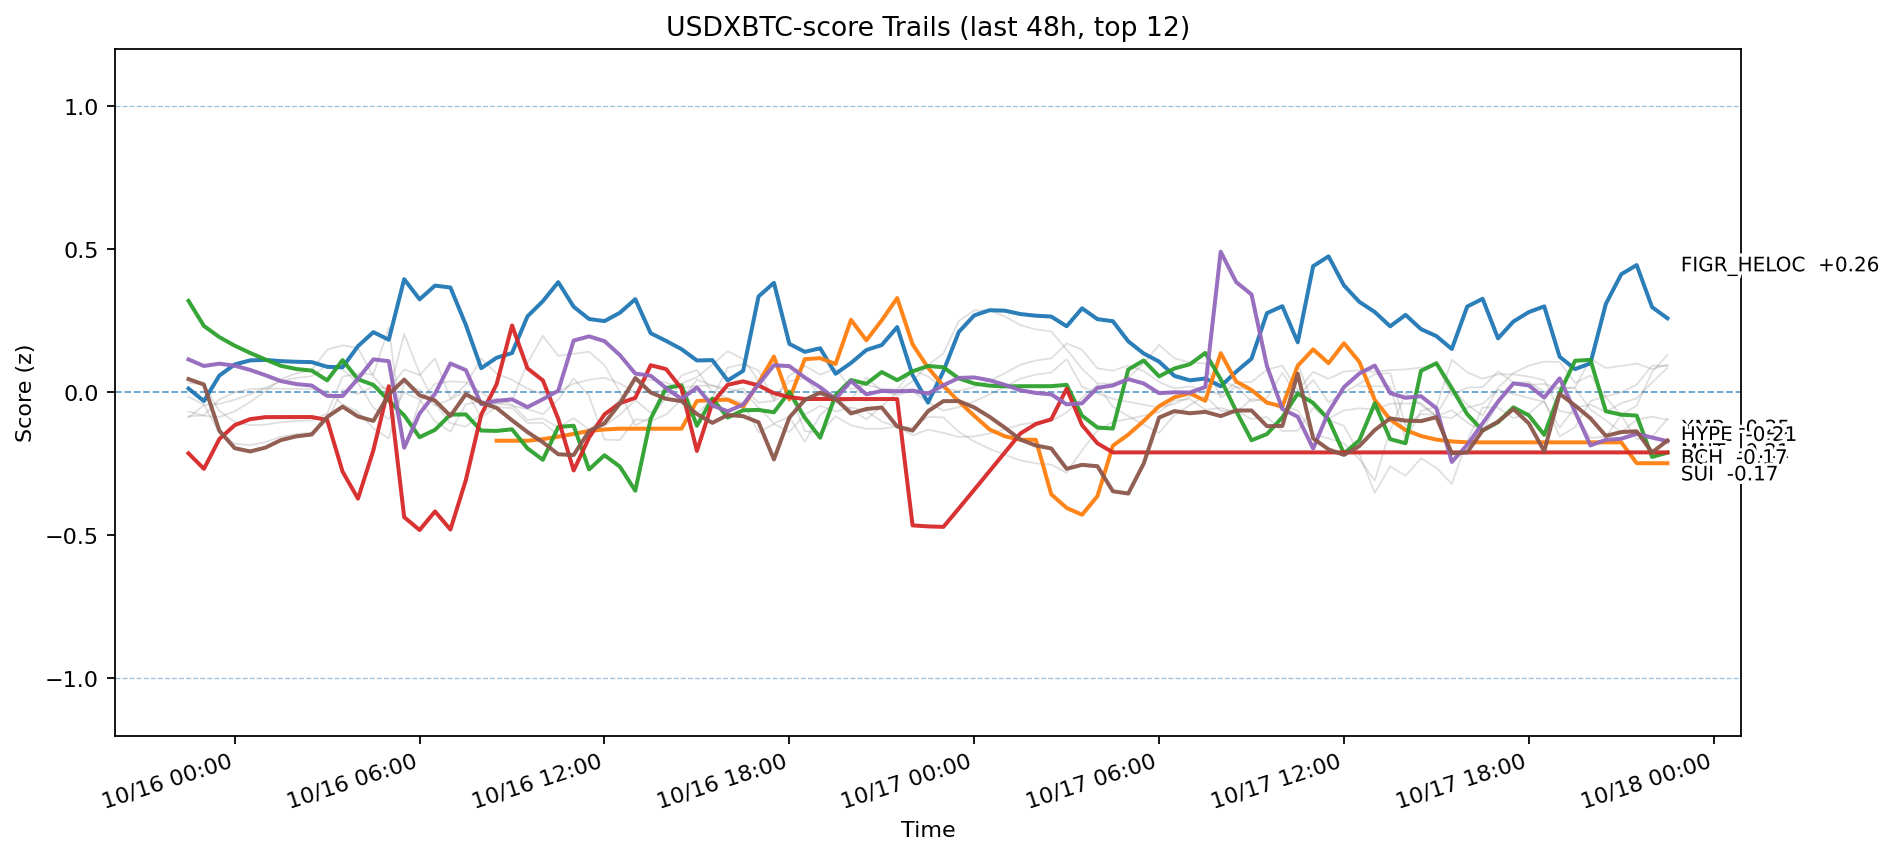 USDXBTC-score Trails (last 48h, top 12)
Score (z)
1.0
0.5
0.0
−0.5
−1.0
FIGR_HELOC +0.26
HYPE -0.21
BCH -0.17
SUI -0.17
10/16 00:00
10/16 06:00
10/16 12:00
10/16 18:00
10/17 00:00
10/17 06:00
10/17 12:00
10/17 18:00
10/18 00:00
Time